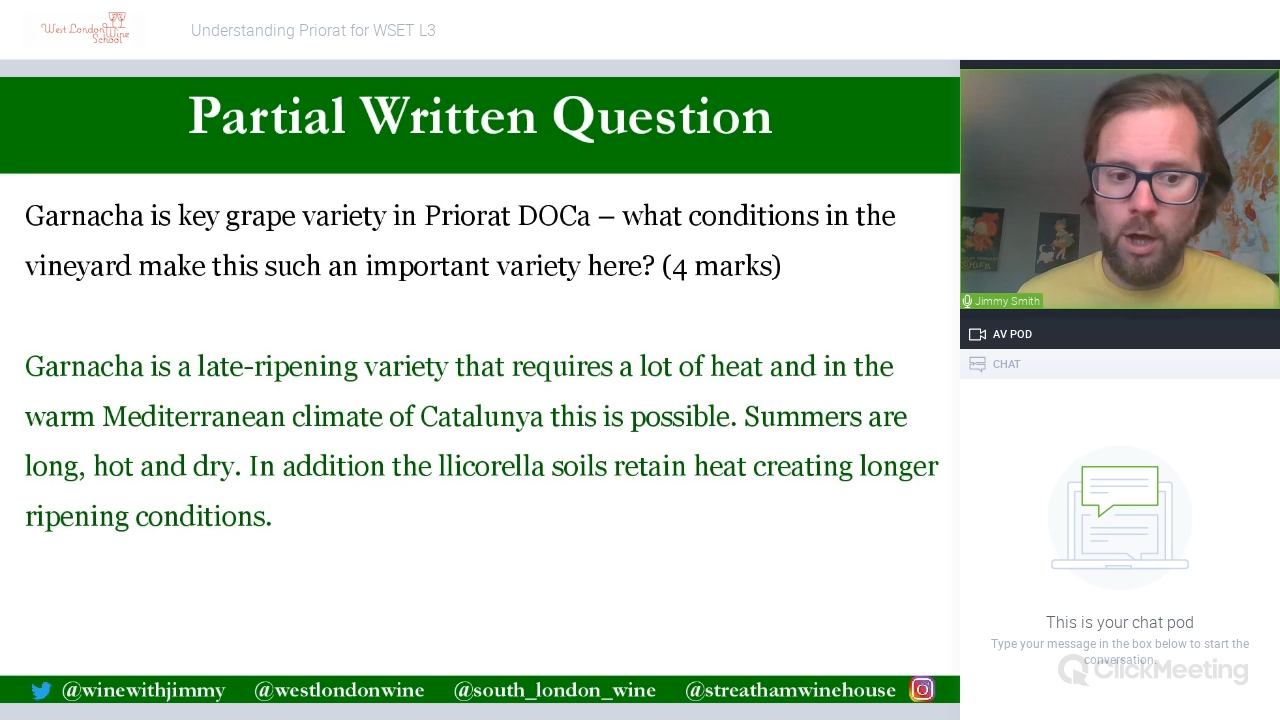 West London
Wine
School
Understanding Priorat for WSET L3
Partial Written Question
Garnacha is key grape variety in Priorat DOCa – what conditions in the
vineyard make this such an important variety here? (4 marks)
Garnacha is a late-ripening variety that requires a lot of heat and in the
warm Mediterranean climate of Catalunya this is possible. Summers are
long, hot and dry. In addition the llicorella soils retain heat creating longer
ripening conditions.
@winewithjimmy @westlondonwine @south_london_wine @streathamwinehouse
Jimmy Smith
AV POD
CHAT
This is your chat pod
Type your message in the box below to start the
conversation.
ClickMeeting